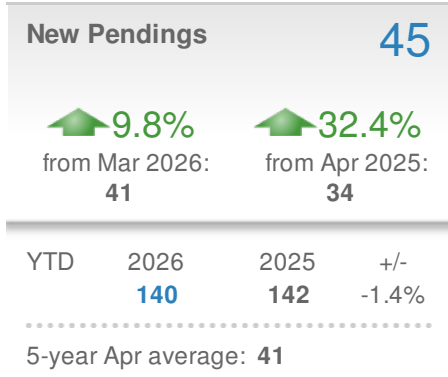 New Pendings 45
9.8% 32.4%
from Mar 2026: from Apr 2025:
41 34
YTD 2026 2025 +/-
140 142 -1.4%
5-year Apr average: 41